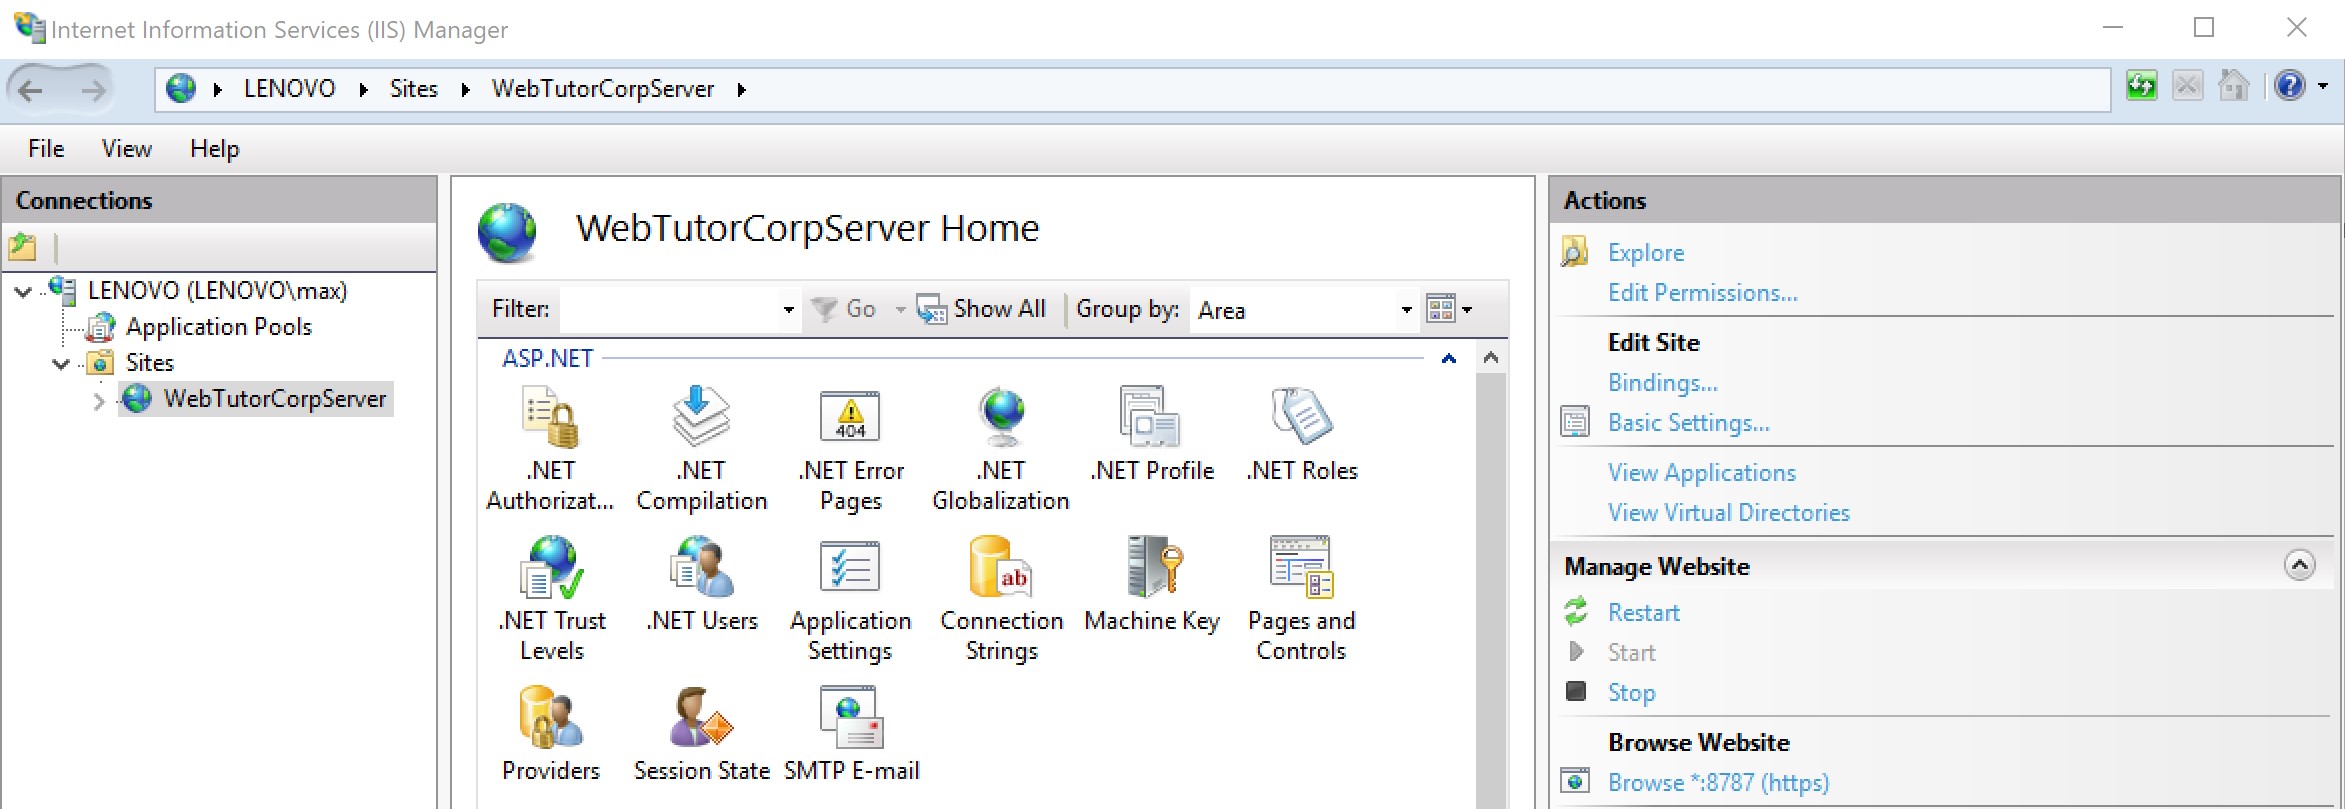 Internet Information Services (IIS) Manager
LENOVO Sites WebTutorCorpServer
File View Help
Connections
LENOVO (LENOVO\max)
Application Pools
Sites
WebTutorCorpServer
WebTutorCorpServer Home
Filter: Go Show All Group by: Area
ASP.NET
.NET Authorizat...
.NET Compilation
404
.NET Error Pages
.NET Globalization
.NET Profile
.NET Roles
.NET Trust Levels
.NET Users
Application Settings
ab
Connection Strings
Machine Key
Pages and Controls
Providers
Session State
SMTP E-mail
Actions
Explore
Edit Permissions...
Edit Site
Bindings...
Basic Settings...
View Applications
View Virtual Directories
Manage Website
Restart
Start
Stop
Browse Website
Browse *:8787 (https)